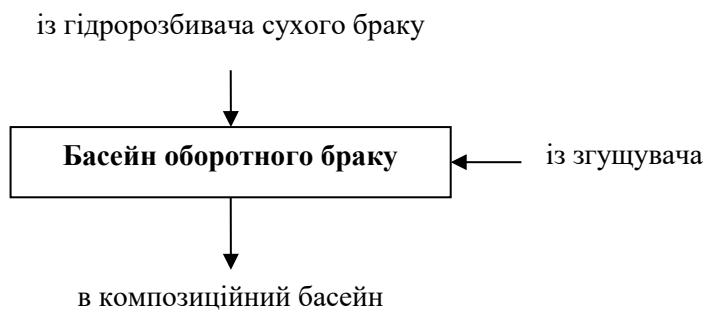 із гідророзбивача сухого браку
Басейн оборотного браку
із згущувача
в композиційний басейн